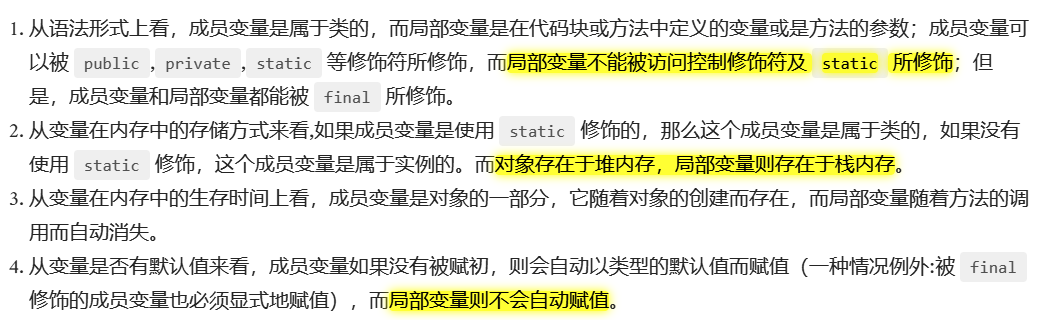 1. 从语法形式上看，成员变量是属于类的，而局部变量是在代码块或方法中定义的变量或是方法的参数；成员变量可
以被 public , private , static 等修饰符所修饰，而局部变量不能被访问控制修饰符及 static 所修饰；但
是，成员变量和局部变量都能被 final 所修饰。
2. 从变量在内存中的存储方式来看,如果成员变量是使用 static 修饰的，那么这个成员变量是属于类的，如果没有
使用 static 修饰，这个成员变量是属于实例的。而对象存在于堆内存，局部变量则存在于栈内存。
3. 从变量在内存中的生存时间上看，成员变量是对象的一部分，它随着对象的创建而存在，而局部变量随着方法的调
用而自动消失。
4. 从变量是否有默认值来看，成员变量如果没有被赋初，则会自动以类型的默认值而赋值（一种情况例外:被 final
修饰的成员变量也必须显式地赋值），而局部变量则不会自动赋值。